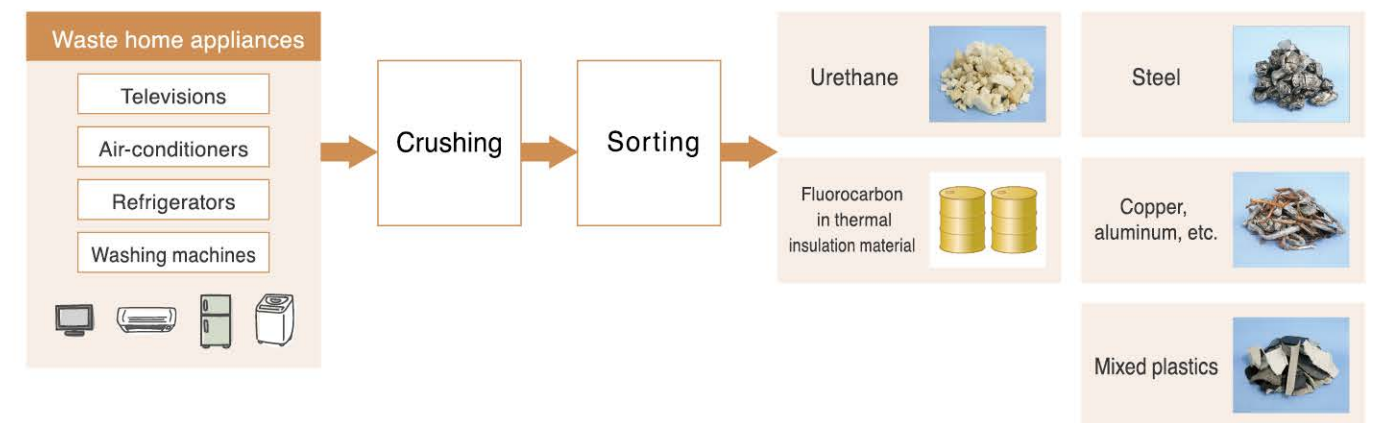 Waste home appliances
Televisions
Air-conditioners
Refrigerators
Washing machines
Crushing
Sorting
Urethane
Fluorocarbon
in thermal
insulation material
Steel
Copper,
aluminum, etc.
Mixed plastics